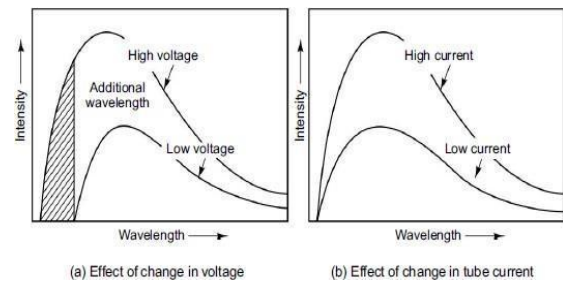 Intensity
High voltage
Additional
wavelength
Low voltage
Wavelength
(a) Effect of change in voltage
Intensity
High current
Low current
Wavelength
(b) Effect of change in tube current